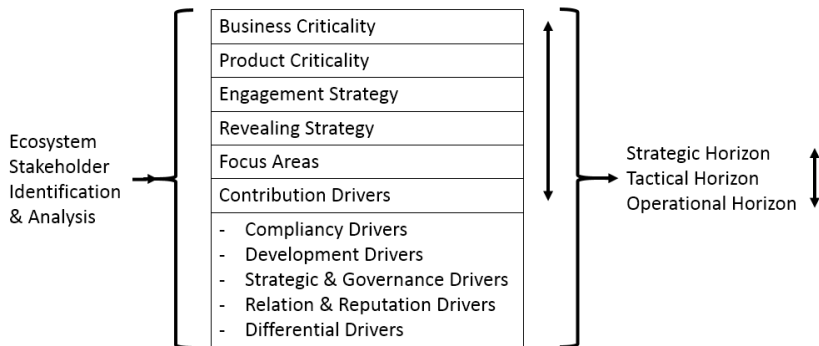 Ecosystem
Stakeholder
Identification
& Analysis
Business Criticality
Product Criticality
Engagement Strategy
Revealing Strategy
Focus Areas
Contribution Drivers
- Compliancy Drivers
- Development Drivers
- Strategic & Governance Drivers
- Relation & Reputation Drivers
- Differential Drivers
Strategic Horizon
Tactical Horizon
Operational Horizon